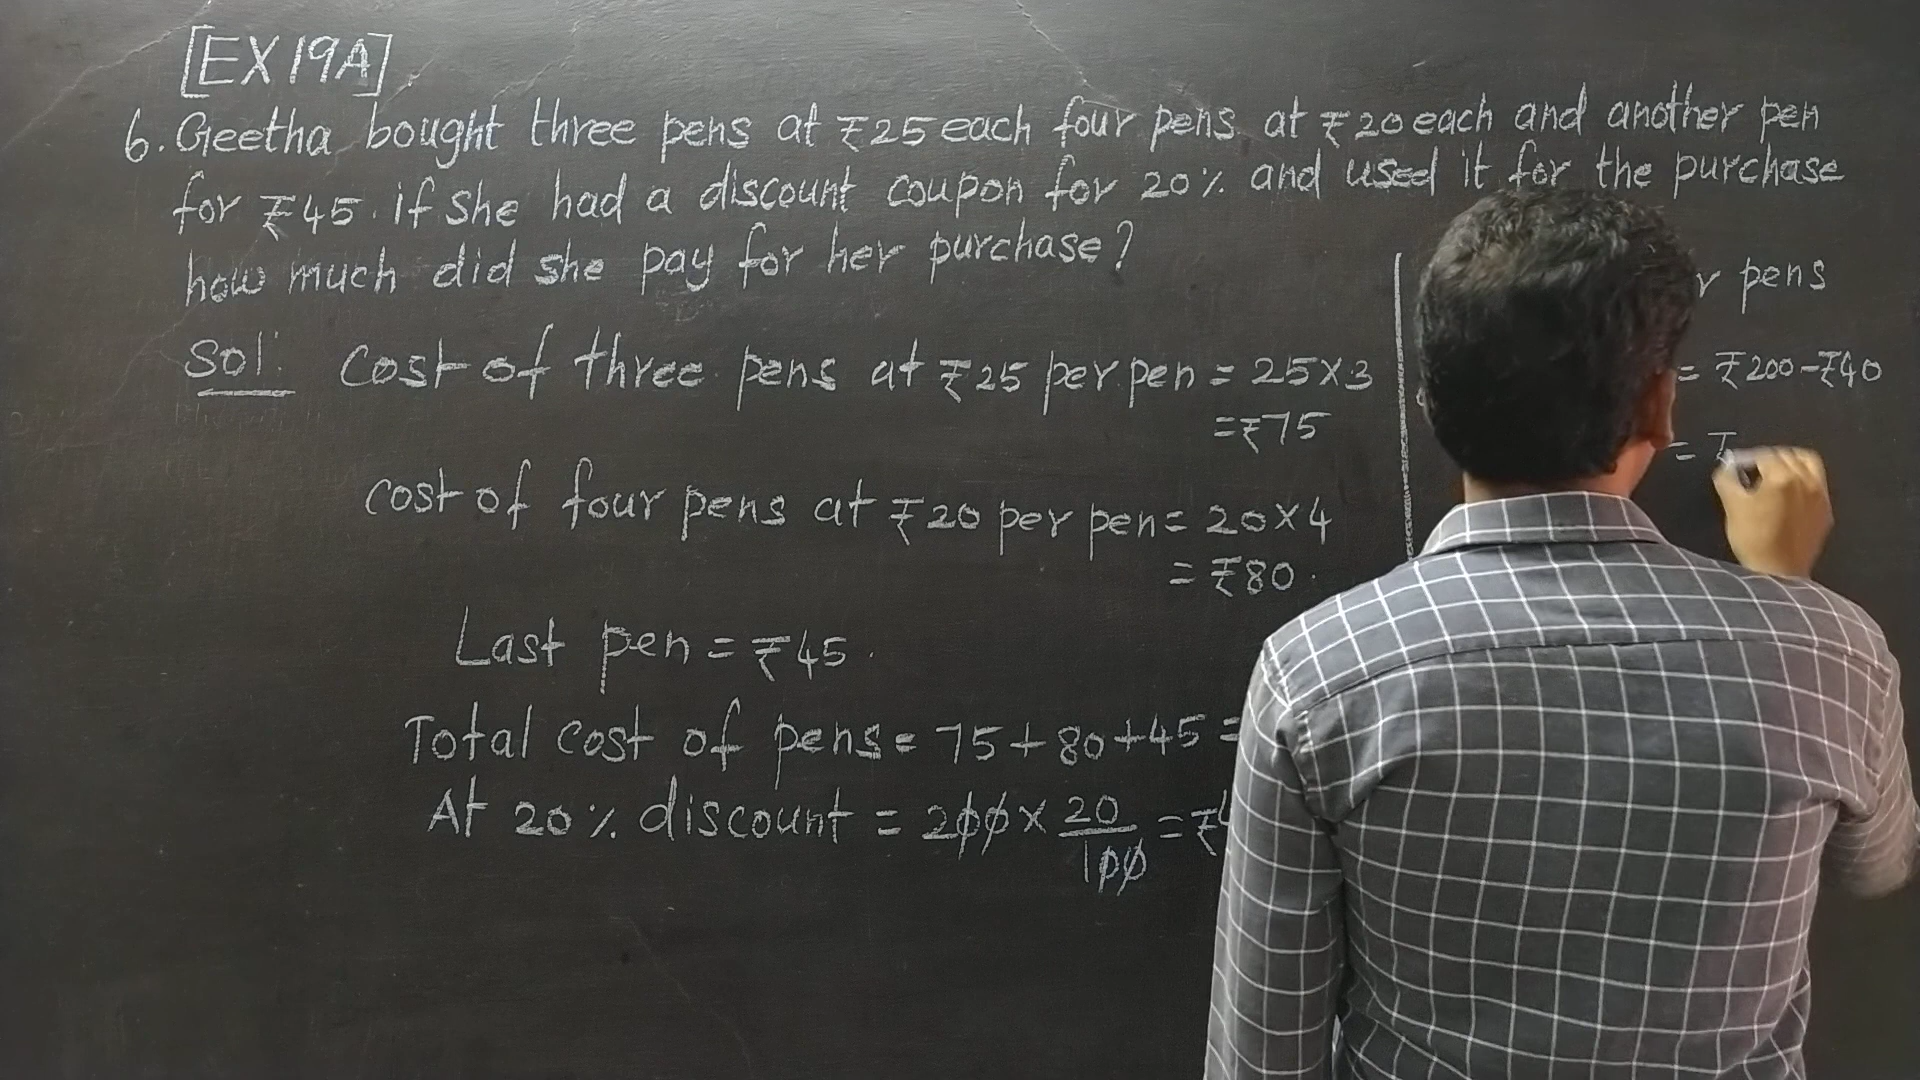 [EX 19A]
6. Geetha bought three pens at ₹25 each four pens at ₹20 each and another pen
for ₹45. if she had a discount coupon for 20% and used it for the purchase
how much did she pay for her purchase?
Sol: Cost of three pens at ₹25 per pen = 25×3
=₹75
cost of four pens at ₹20 per pen = 20×4
= ₹80.
Last pen = ₹45.
Total cost of pens = 75+80+45 =
At 20% discount = 200 × 20/100 = ₹4
pens
= ₹200-₹40
= ₹